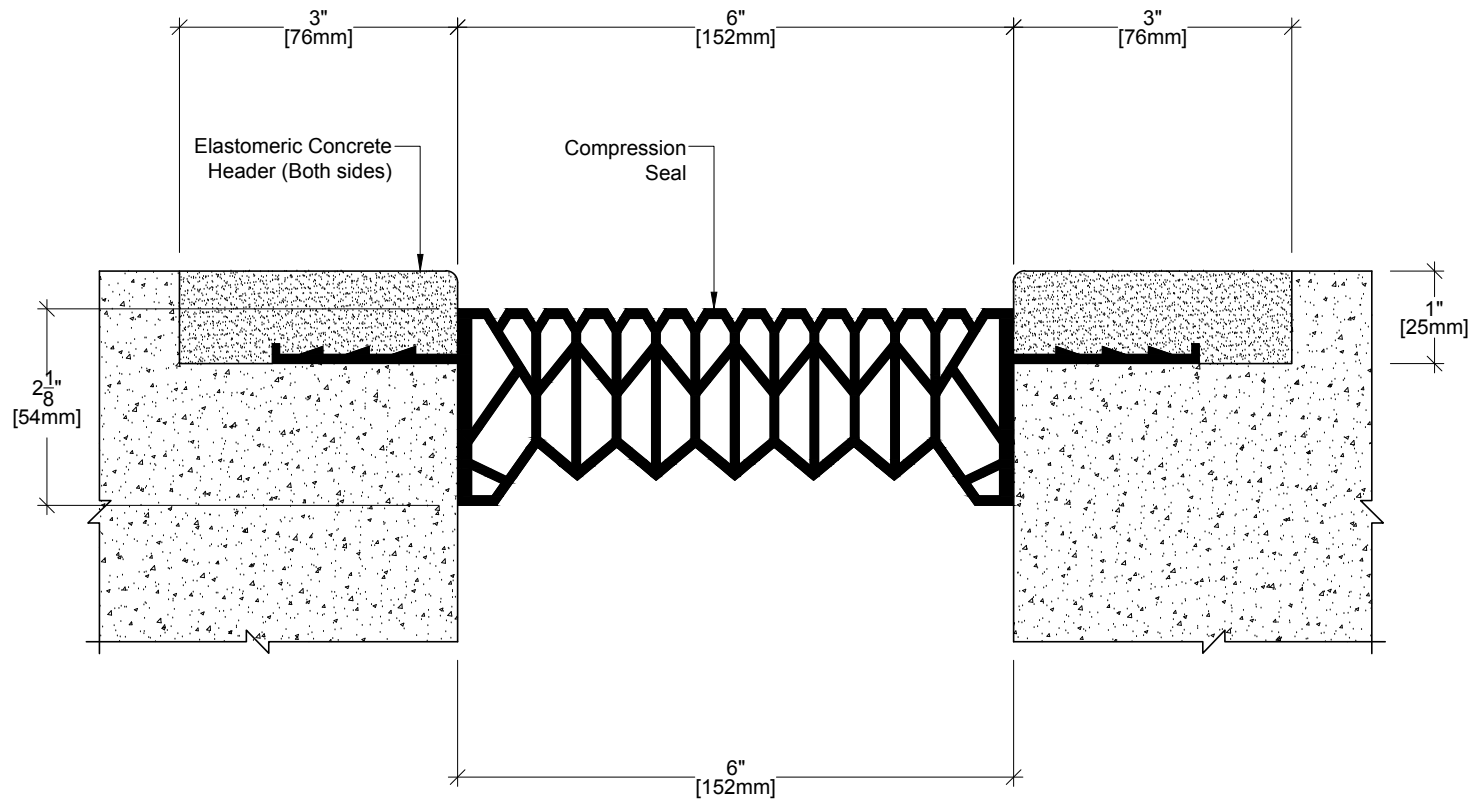 3"
[76mm]
6"
[152mm]
3"
[76mm]
Elastomeric Concrete
Header (Both sides)
Compression
Seal
1"
[25mm]
2 1/8"
[54mm]
6"
[152mm]